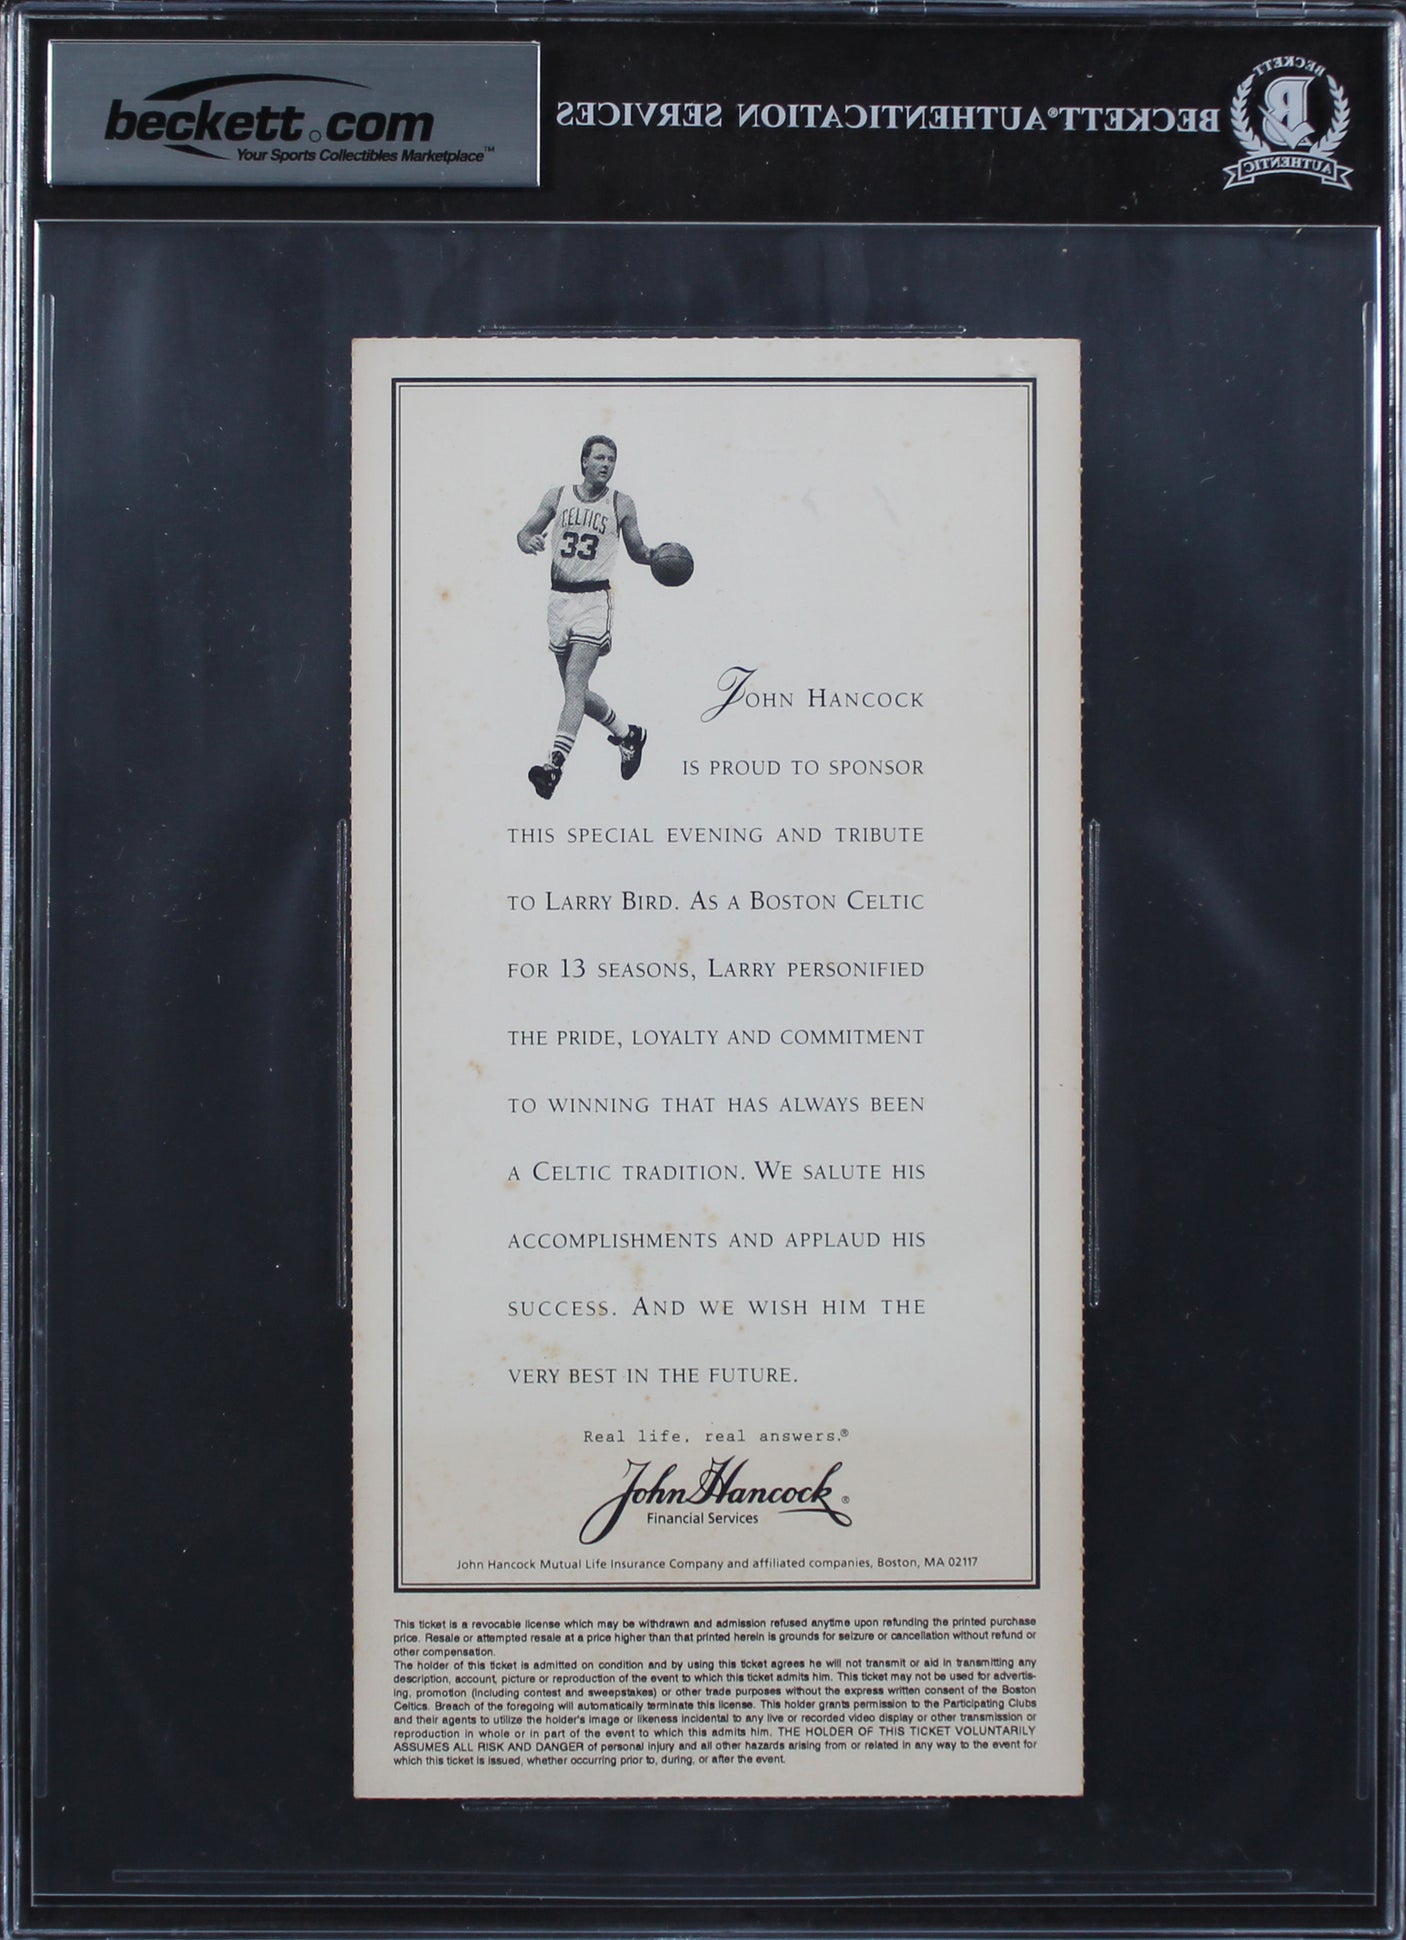 beckett.com
Your Sports Collectibles Marketplace™
BECKETT® AUTHENTICATION SERVICES
BECKETT
B
AUTHENTIC
CELTICS
33
John Hancock
is proud to sponsor
this special evening and tribute
to Larry Bird. As a Boston Celtic
for 13 seasons, Larry personified
the pride, loyalty and commitment
to winning that has always been
a Celtic tradition. We salute his
accomplishments and applaud his
success. And we wish him the
very best in the future.
Real life, real answers.®
John Hancock®
Financial Services
John Hancock Mutual Life Insurance Company and affiliated companies, Boston, MA 02117
This ticket is a revocable license which may be withdrawn and admission refused anytime upon refunding the printed purchase
price. Resale or attempted resale at a price higher than that printed herein is grounds for seizure or cancellation without refund or
other compensation.
The holder of this ticket is admitted on condition and by using this ticket agrees he will not transmit or aid in transmitting any
description, account, picture or reproduction of the event to which this ticket admits him. This ticket may not be used for advertis-
ing, promotion (including contest and sweepstakes) or other trade purposes without the express written consent of the Boston
Celtics. Breach of the foregoing will automatically terminate this license. This holder grants permission to the Participating Clubs
and their agents to utilize the holder's image or likeness incidental to any live or recorded video display or other transmission or
reproduction in whole or in part of the event to which this admits him. THE HOLDER OF THIS TICKET VOLUNTARILY
ASSUMES ALL RISK AND DANGER of personal injury and all other hazards arising from or related in any way to the event for
which this ticket is issued, whether occurring prior to, during, or after the event.